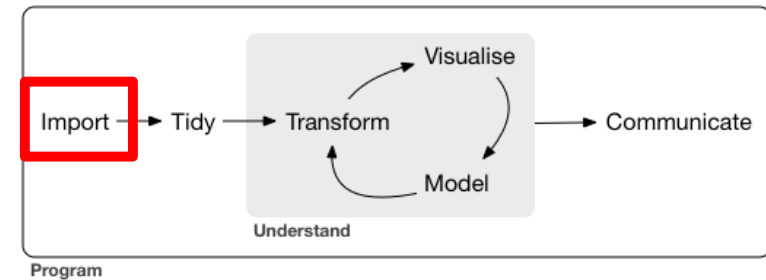 Visualise
Import Tidy Transform Communicate
Model
Understand
Program